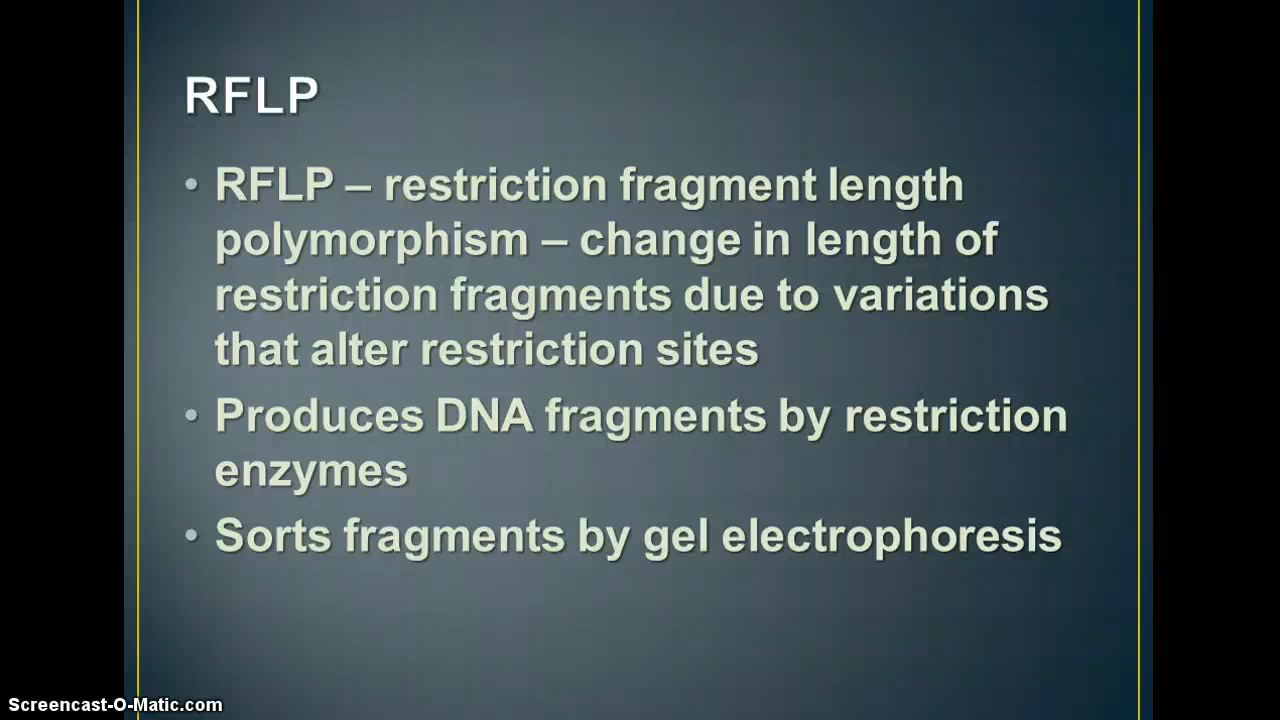 RFLP
• RFLP – restriction fragment length
polymorphism – change in length of
restriction fragments due to variations
that alter restriction sites
• Produces DNA fragments by restriction
enzymes
• Sorts fragments by gel electrophoresis
Screencast-O-Matic.com